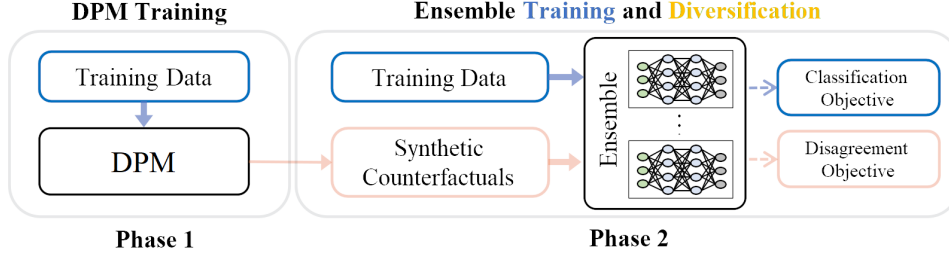 DPM Training
Ensemble Training and Diversification
Training Data
DPM
Training Data
Synthetic
Counterfactuals
Ensemble
Classification
Objective
Disagreement
Objective
Phase 1
Phase 2